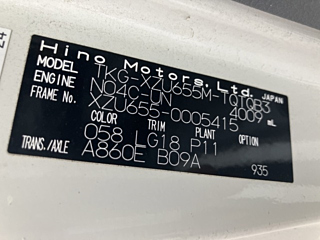 Hino Motors,Ltd. JAPAN
MODEL TKG-XZU655M-TQTQB3
ENGINE N04C-UN 4009 mL
FRAME No. XZU655-0005415
COLOR TRIM PLANT OPTION
058 LG18 P11
TRANS./AXLE A860E B09A 935